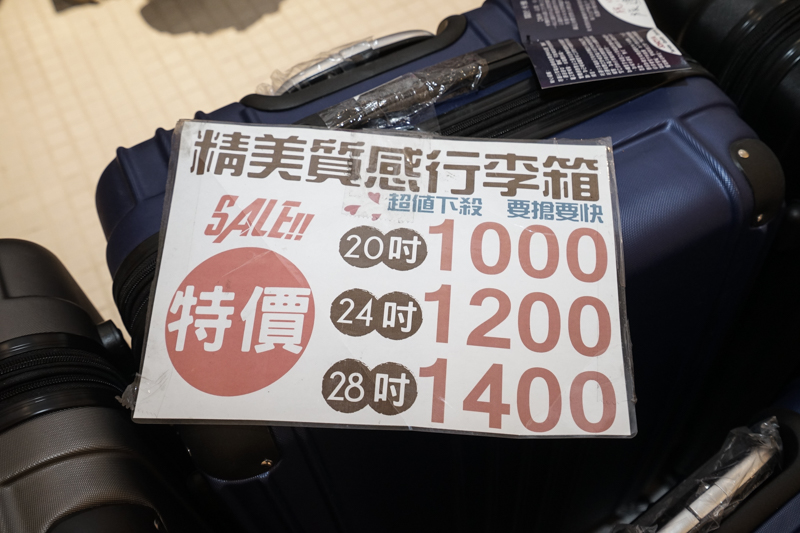 精美質感行李箱
SALE!!
超值下殺 要搶要快
特價
20吋 1000
24吋 1200
28吋 1400